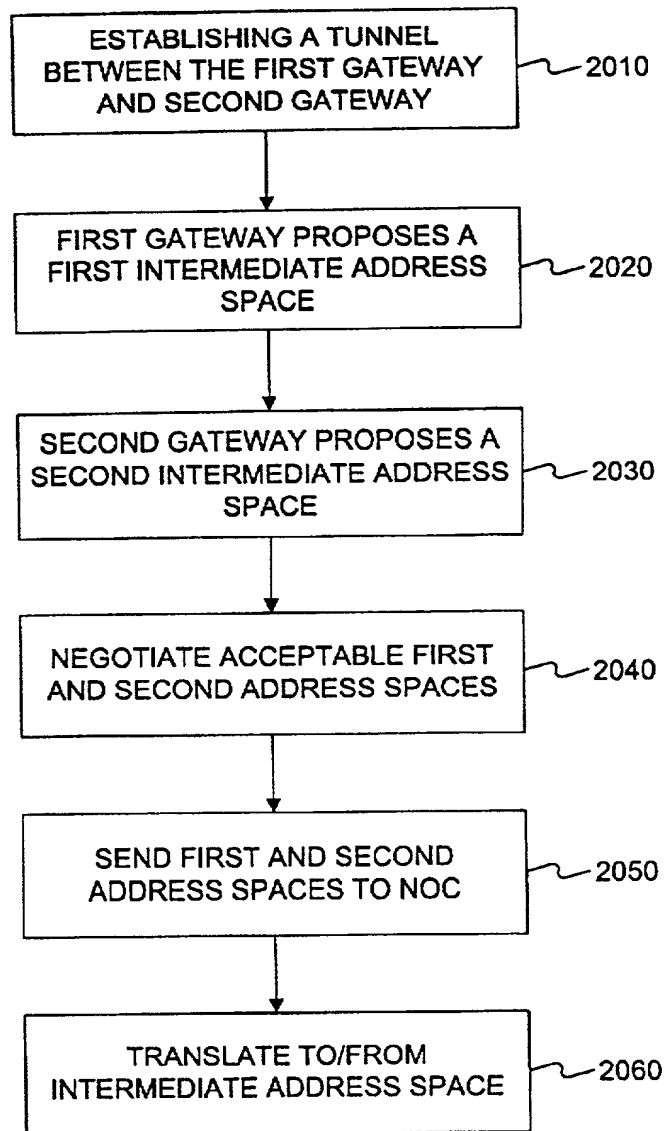 ESTABLISHING A TUNNEL
BETWEEN THE FIRST GATEWAY
AND SECOND GATEWAY
2010
FIRST GATEWAY PROPOSES A
FIRST INTERMEDIATE ADDRESS
SPACE
2020
SECOND GATEWAY PROPOSES A
SECOND INTERMEDIATE ADDRESS
SPACE
2030
NEGOTIATE ACCEPTABLE FIRST
AND SECOND ADDRESS SPACES
2040
SEND FIRST AND SECOND
ADDRESS SPACES TO NOC
2050
TRANSLATE TO/FROM
INTERMEDIATE ADDRESS SPACE
2060